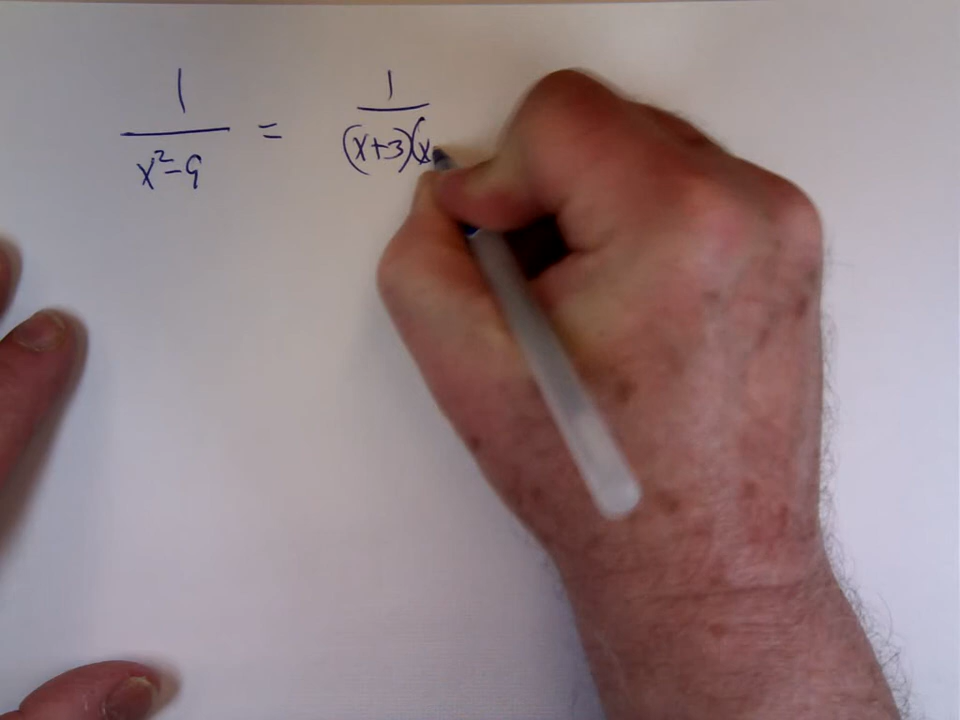 1/(x²-9) = 1/((x+3)(x